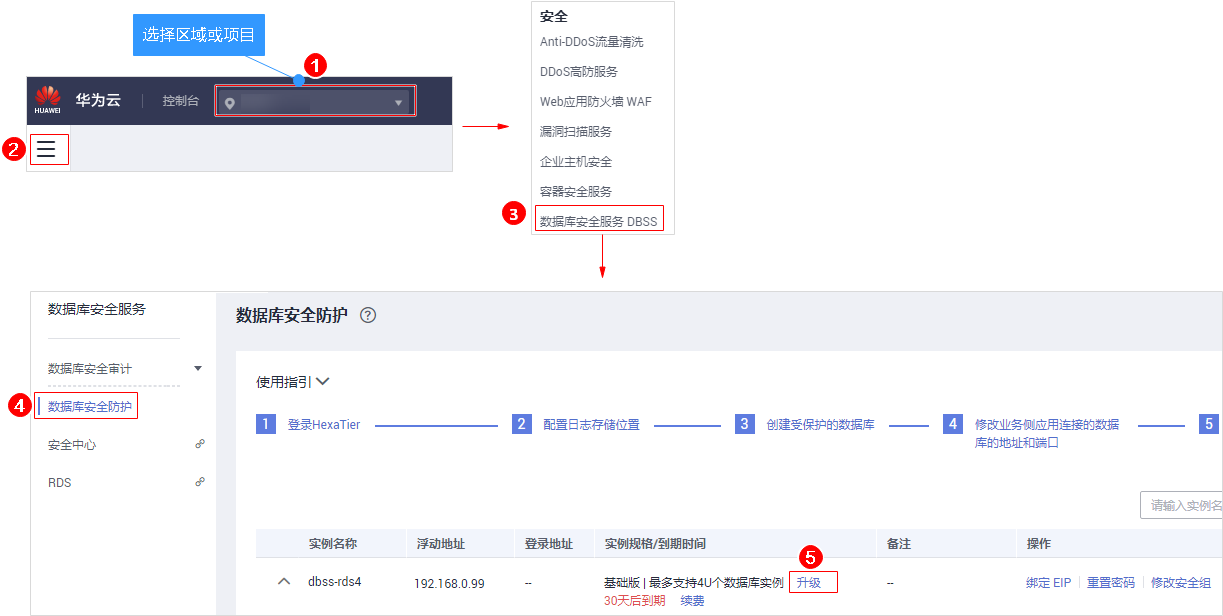 选择区域或项目
1
HUAWEI
华为云
控制台
2
安全
Anti-DDoS流量清洗
DDoS高防服务
Web应用防火墙 WAF
漏洞扫描服务
企业主机安全
容器安全服务
3
数据库安全服务 DBSS
数据库安全服务
数据库安全审计
4
数据库安全防护
安全中心
RDS
数据库安全防护 ?
使用指引
1 登录HexaTier
2 配置日志存储位置
3 创建受保护的数据库
4 修改业务侧应用连接的数据
库的地址和端口
5
请输入实例名
实例名称 浮动地址 登录地址 实例规格/到期时间 备注 操作
5
dbss-rds4 192.168.0.99 -- 基础版 | 最多支持4U个数据库实例 升级 -- 绑定 EIP 重置密码 修改安全组
30天后到期 续费